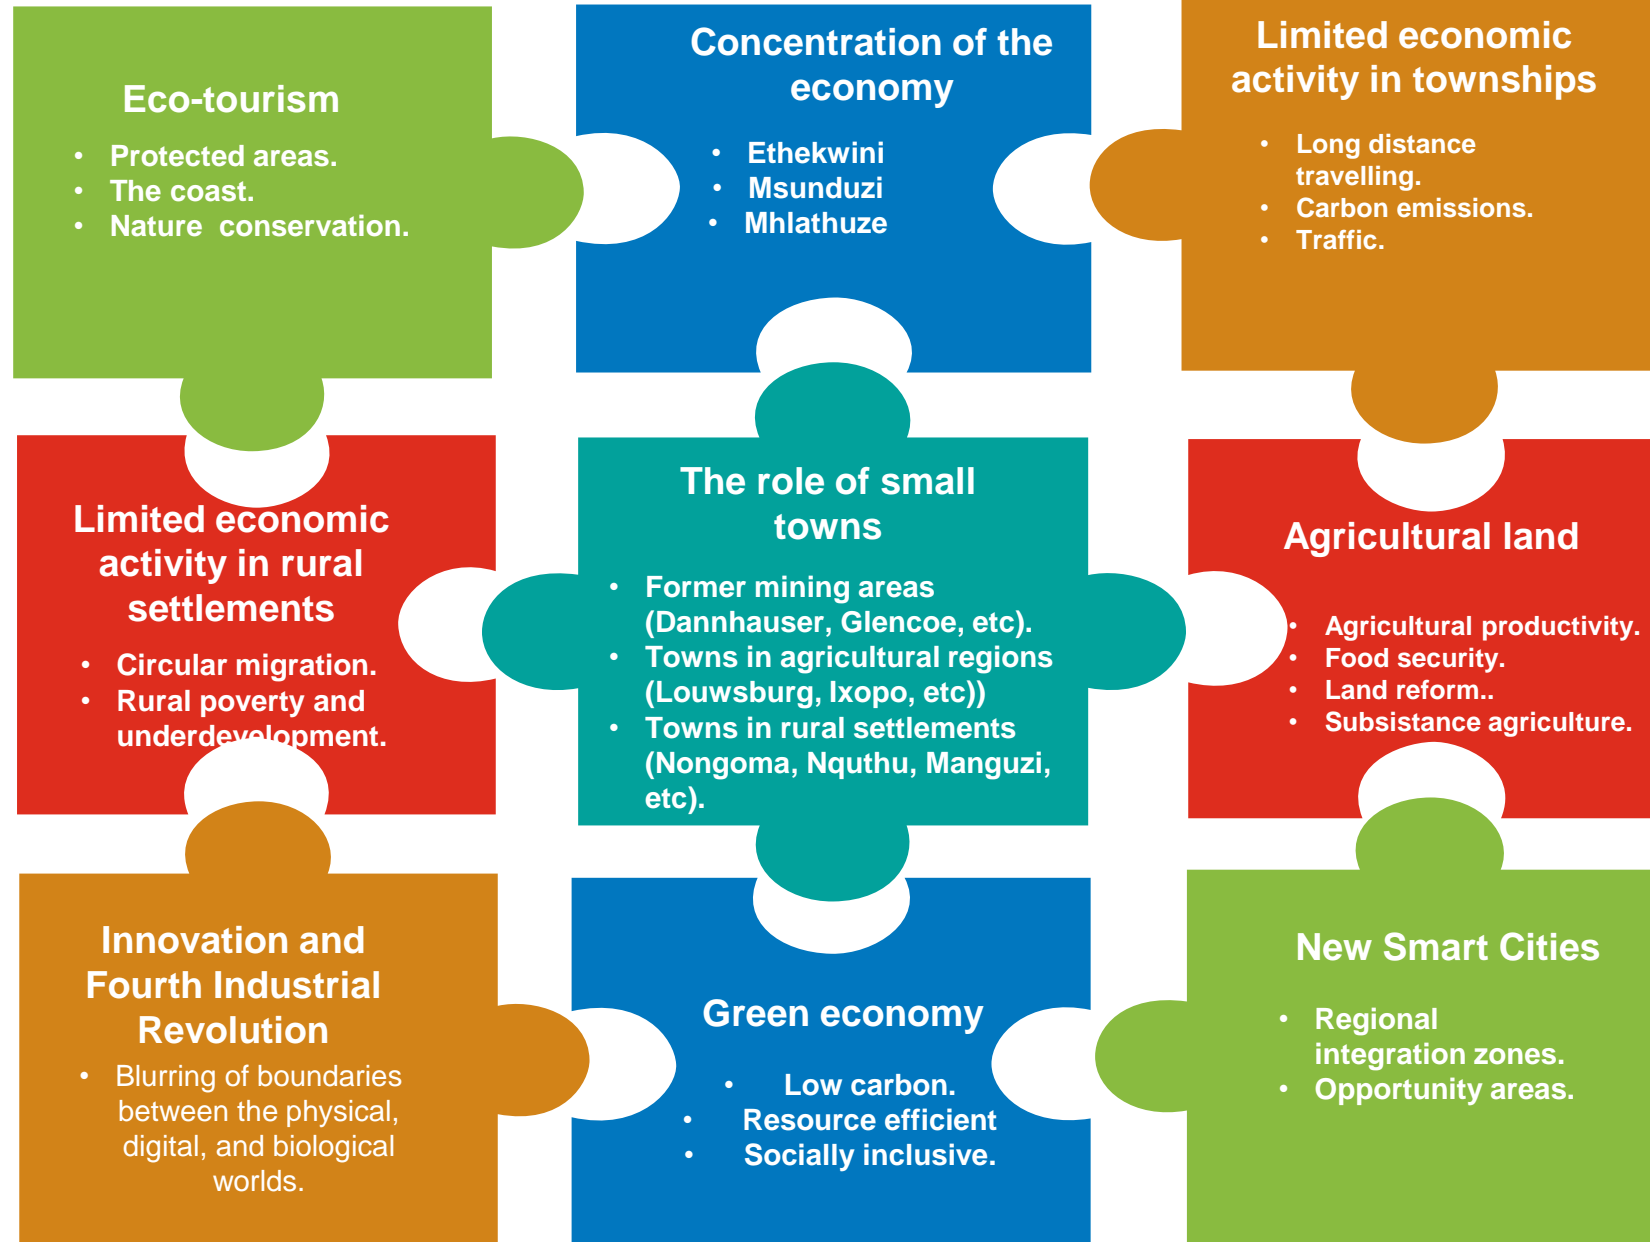 Eco-tourism
• Protected areas.
• The coast.
• Nature conservation.
Concentration of the
economy
• Ethekwini
• Msunduzi
• Mhlathuze
Limited economic
activity in townships
• Long distance
travelling.
• Carbon emissions.
• Traffic.
Limited economic
activity in rural
settlements
• Circular migration.
• Rural poverty and
underdevelopment.
The role of small
towns
• Former mining areas
(Dannhauser, Glencoe, etc).
• Towns in agricultural regions
(Louwsburg, Ixopo, etc))
• Towns in rural settlements
(Nongoma, Nquthu, Manguzi,
etc).
Agricultural land
• Agricultural productivity.
• Food security.
• Land reform..
• Subsistance agriculture.
Innovation and
Fourth Industrial
Revolution
• Blurring of boundaries
between the physical,
digital, and biological
worlds.
Green economy
• Low carbon.
• Resource efficient
• Socially inclusive.
New Smart Cities
• Regional
integration zones.
• Opportunity areas.